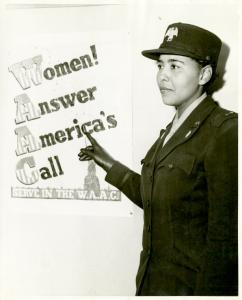 Women!
Answer
America's
Call
SERVE IN THE W.A.A.C.